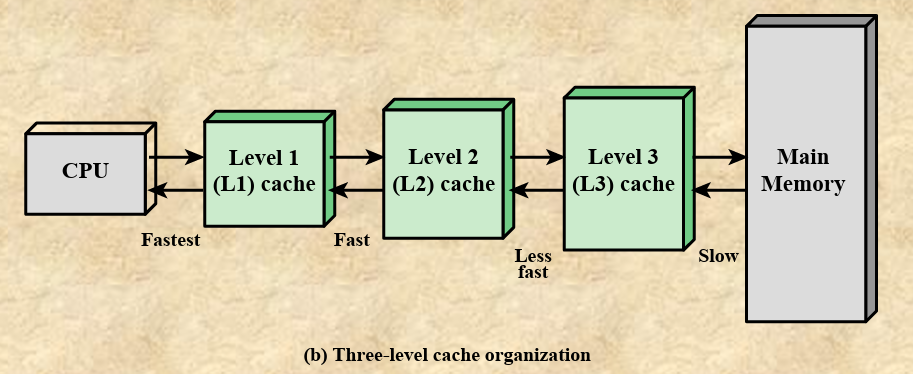 CPU
Level 1
(L1) cache
Level 2
(L2) cache
Level 3
(L3) cache
Main
Memory
Fastest
Fast
Less
fast
Slow
(b) Three-level cache organization